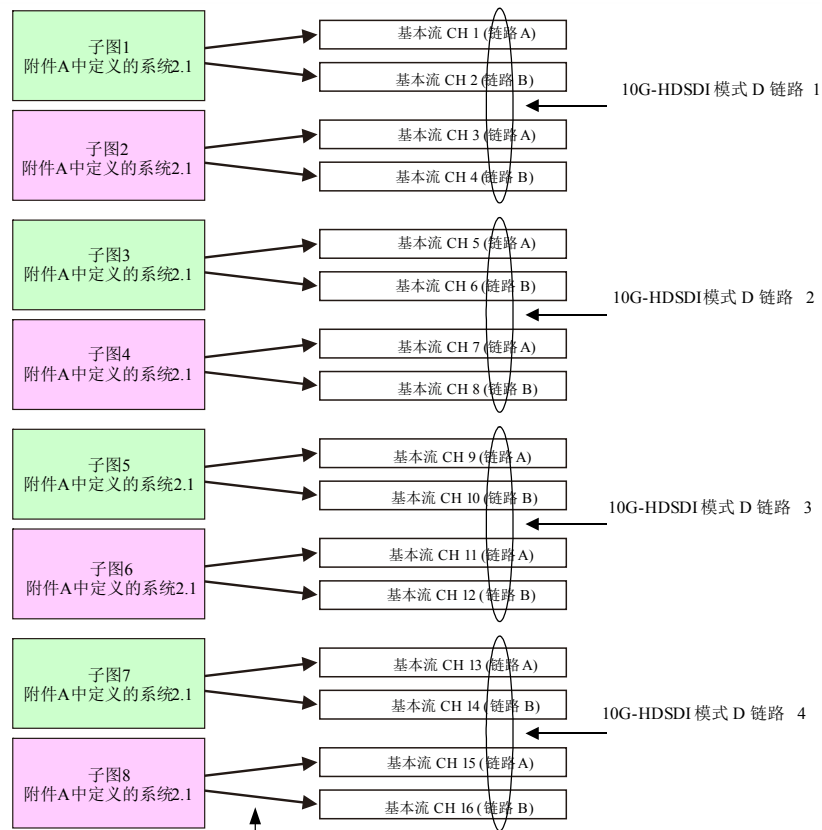 子图1
附件A中定义的系统2.1
基本流 CH 1 (链路 A)
基本流 CH 2 (链路 B)
10G-HDSDI 模式 D 链路 1
子图2
附件A中定义的系统2.1
基本流 CH 3 (链路 A)
基本流 CH 4 (链路 B)
子图3
附件A中定义的系统2.1
基本流 CH 5 (链路 A)
基本流 CH 6 (链路 B)
10G-HDSDI 模式 D 链路 2
子图4
附件A中定义的系统2.1
基本流 CH 7 (链路 A)
基本流 CH 8 (链路 B)
子图5
附件A中定义的系统2.1
基本流 CH 9 (链路 A)
基本流 CH 10 (链路 B)
10G-HDSDI 模式 D 链路 3
子图6
附件A中定义的系统2.1
基本流 CH 11 (链路 A)
基本流 CH 12 (链路 B)
子图7
附件A中定义的系统2.1
基本流 CH 13 (链路 A)
基本流 CH 14 (链路 B)
10G-HDSDI 模式 D 链路 4
子图8
附件A中定义的系统2.1
基本流 CH 15 (链路 A)
基本流 CH 16 (链路 B)